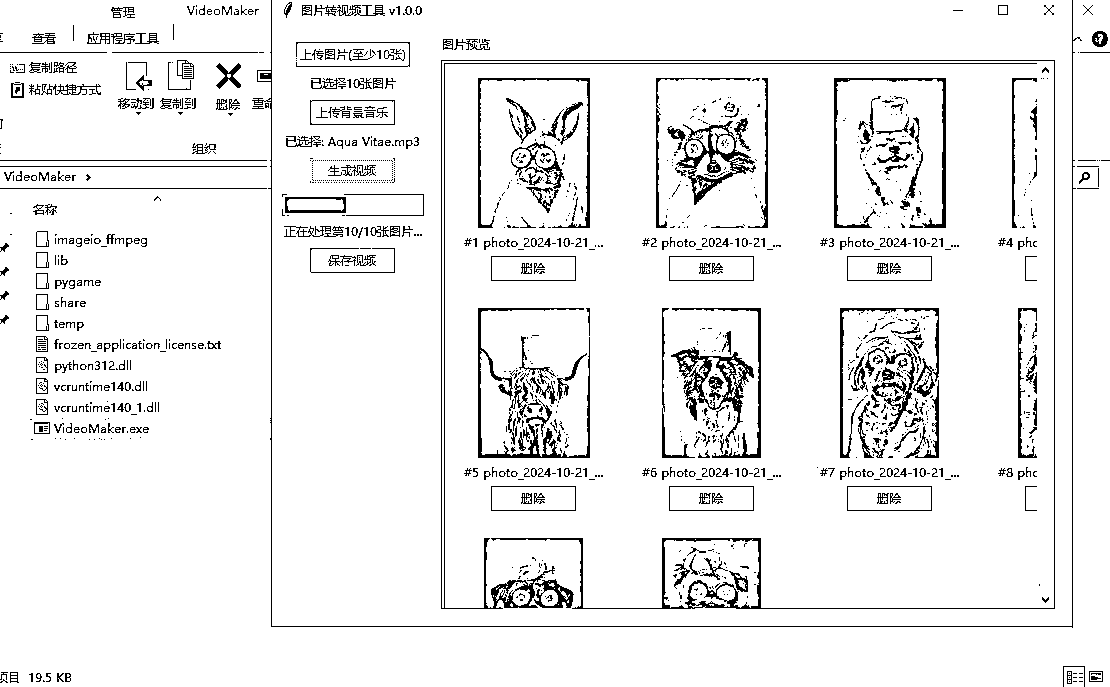 管理
VideoMaker
查看
应用程序工具
复制路径
粘贴快捷方式
移动到
复制到
删除
组织
VideoMaker
名称
imageio_ffmpeg
lib
pygame
share
temp
frozen_application_license.txt
python312.dll
vcruntime140.dll
vcruntime140_1.dll
VideoMaker.exe
项目 19.5 KB
图片转视频工具 v1.0.0
上传图片(至少10张)
已选择10张图片
上传背景音乐
已选择: Aqua Vitae.mp3
生成视频
正在处理第10/10张图片...
保存视频
图片预览
#1 photo_2024-10-21_...
#2 photo_2024-10-21_...
#3 photo_2024-10-21_...
#4 phc
删除
删除
删除
#5 photo_2024-10-21_...
#6 photo_2024-10-21_...
#7 photo_2024-10-21_...
#8 phc
删除
删除
删除